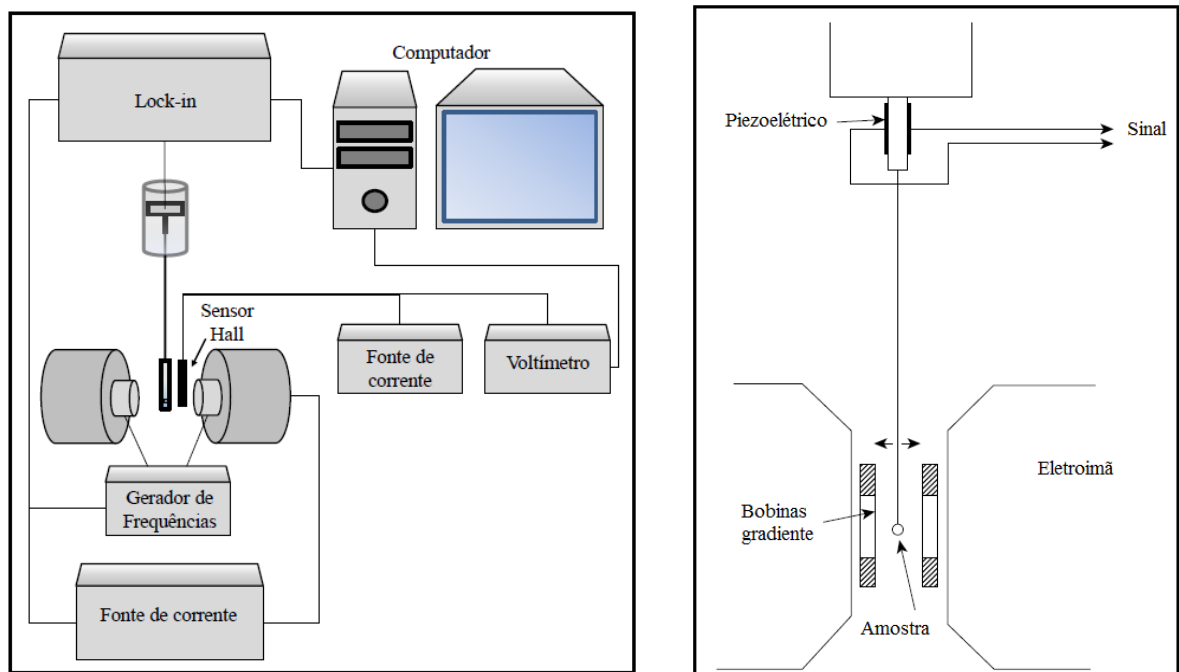 Computador
Lock-in
Sensor
Hall
Fonte de
corrente
Voltímetro
Gerador de
Frequências
Fonte de corrente
Piezoelétrico
Sinal
Eletroimã
Bobinas
gradiente
Amostra